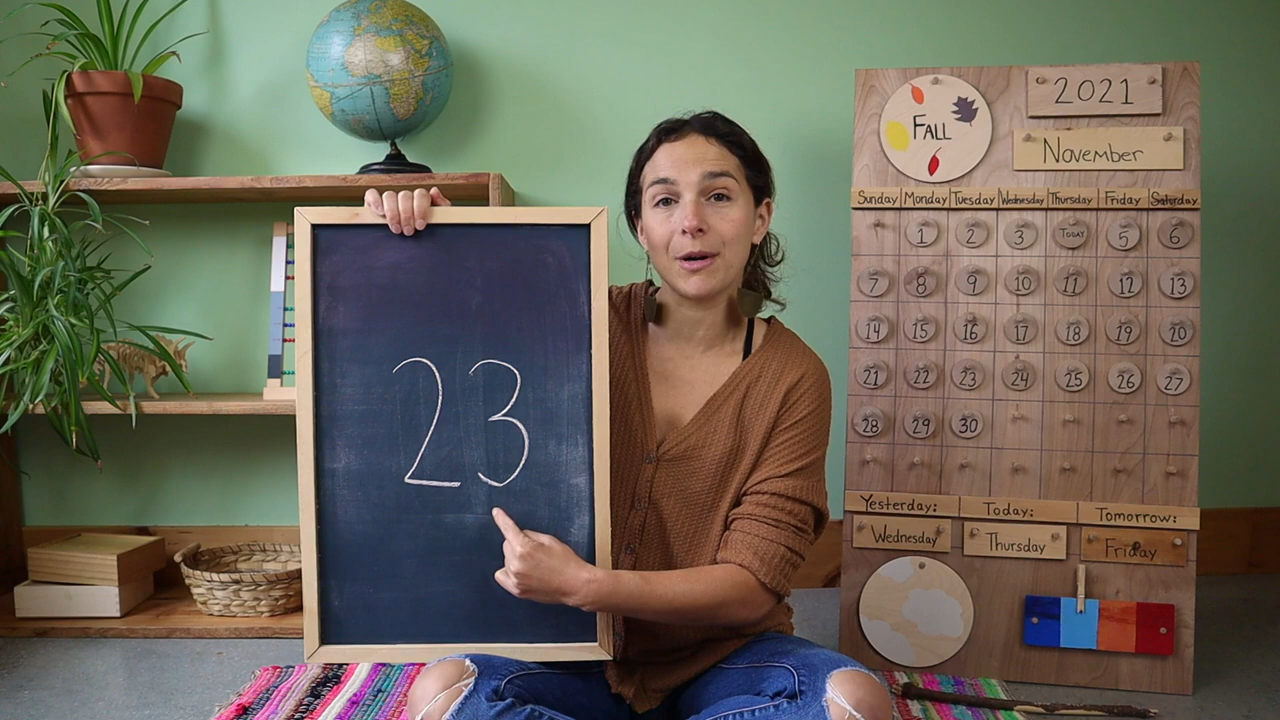 23
2021
FALL
November
Sunday Monday Tuesday Wednesday Thursday Friday Saturday
1 2 3 TODAY 5 6
7 8 9 10 11 12 13
14 15 16 17 18 19 20
21 22 23 24 25 26 27
28 29 30
Yesterday: Today: Tomorrow:
Wednesday Thursday Friday